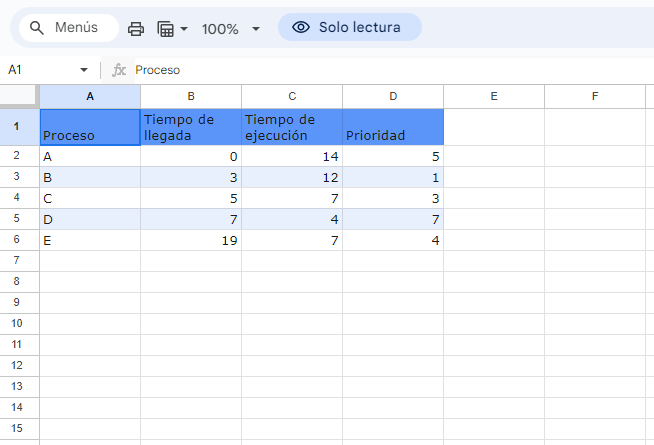 Menús 100% Solo lectura
A1 fx Proceso
A B C D E F
1 Proceso Tiempo de llegada Tiempo de ejecución Prioridad
2 A 0 14 5
3 B 3 12 1
4 C 5 7 3
5 D 7 4 7
6 E 19 7 4
7
8
9
10
11
12
13
14
15